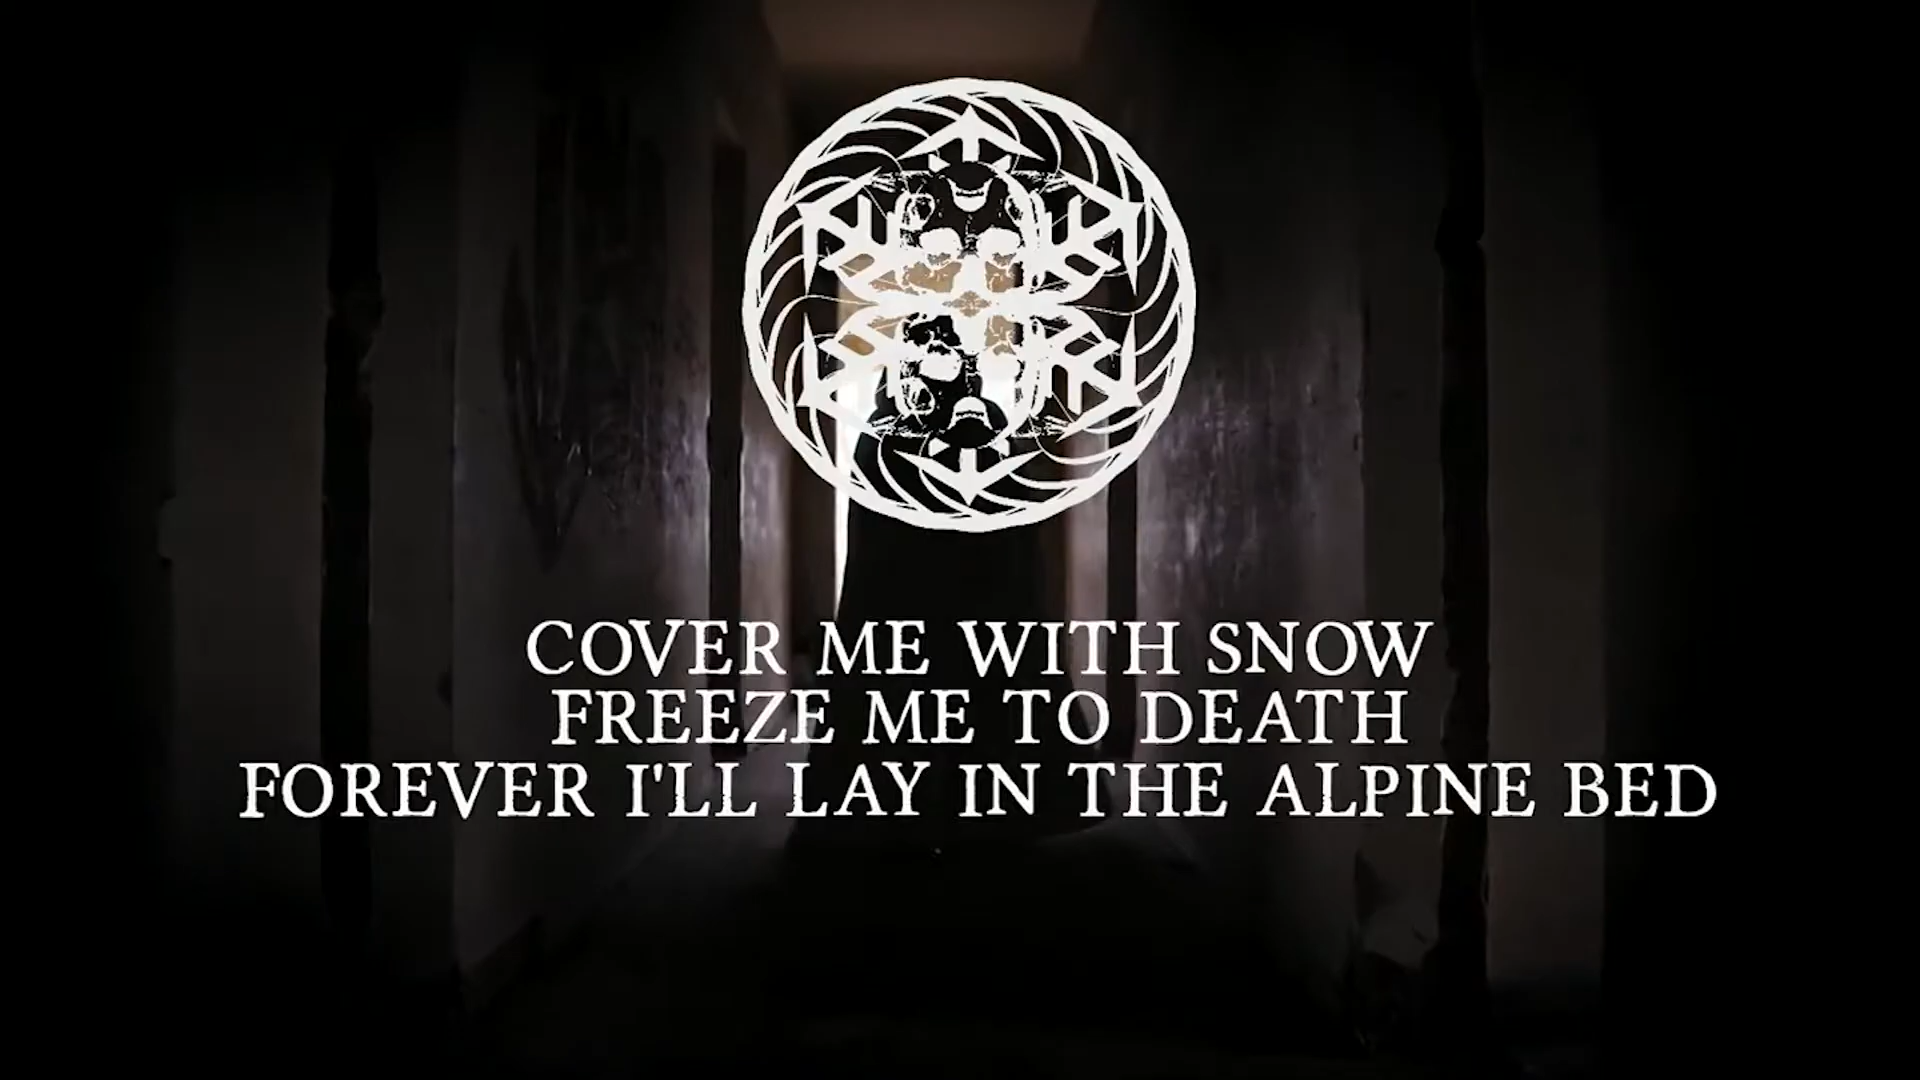 COVER ME WITH SNOW
FREEZE ME TO DEATH
FOREVER I'LL LAY IN THE ALPINE BED